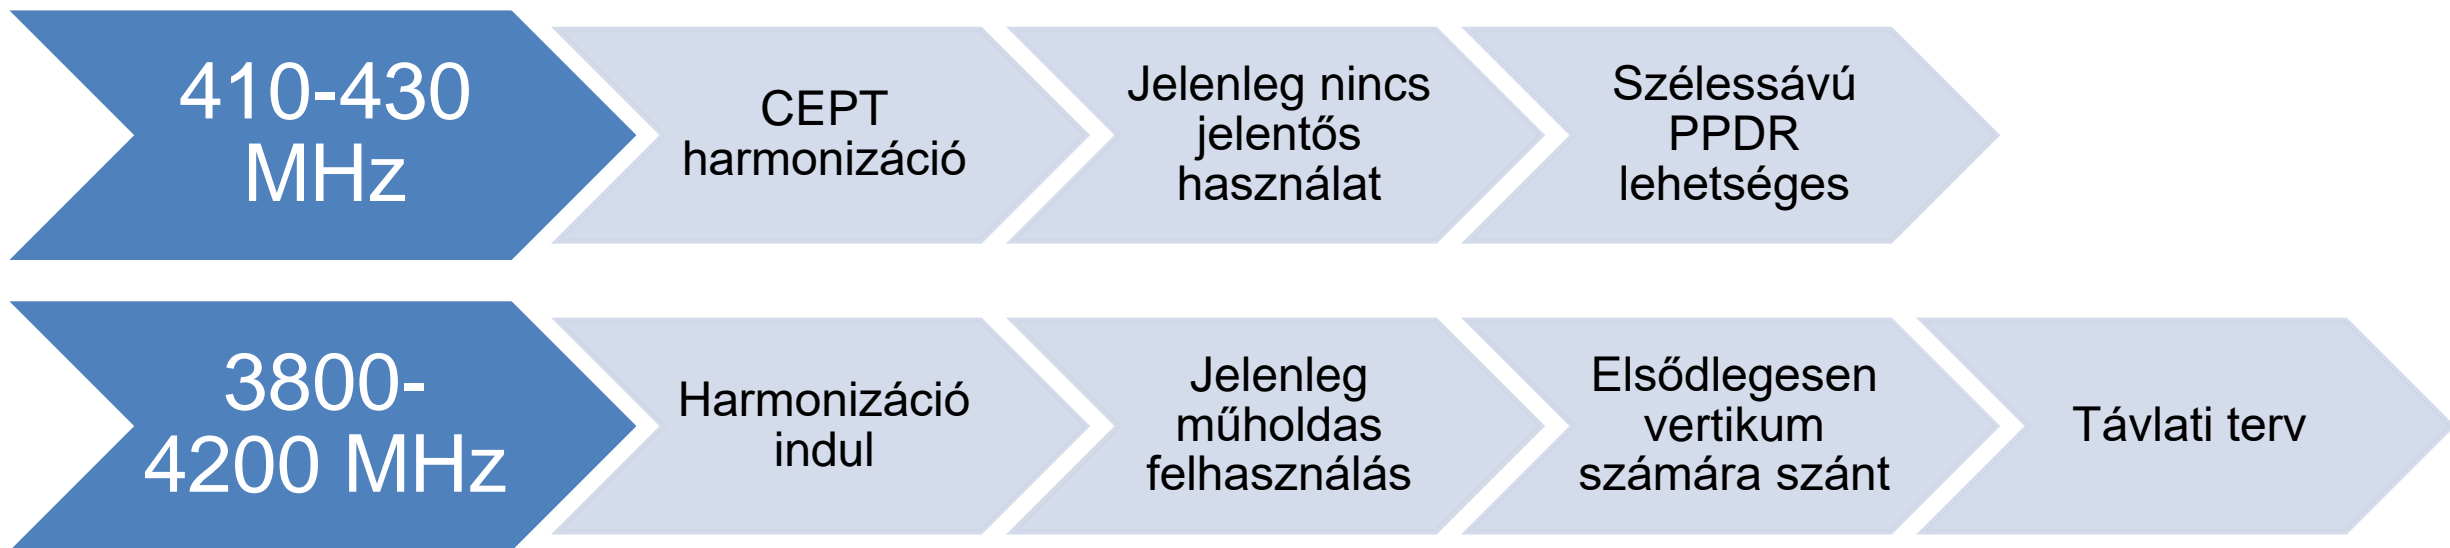 410-430
MHz
CEPT
harmonizáció
Jelenleg nincs
jelentős
használat
Szélessávú
PPDR
lehetséges
3800-
4200 MHz
Harmonizáció
indul
Jelenleg
műholdas
felhasználás
Elsődlegesen
vertikum
számára szánt
Távlati terv